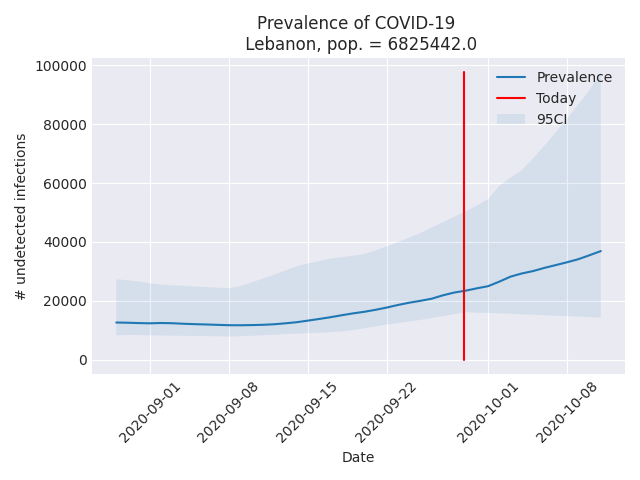 Prevalence of COVID-19
Lebanon, pop. = 6825442.0
100000
80000
60000
40000
20000
0
# undetected infections
Prevalence
Today
95CI
2020-09-01
2020-09-08
2020-09-15
2020-09-22
2020-10-01
2020-10-08
Date